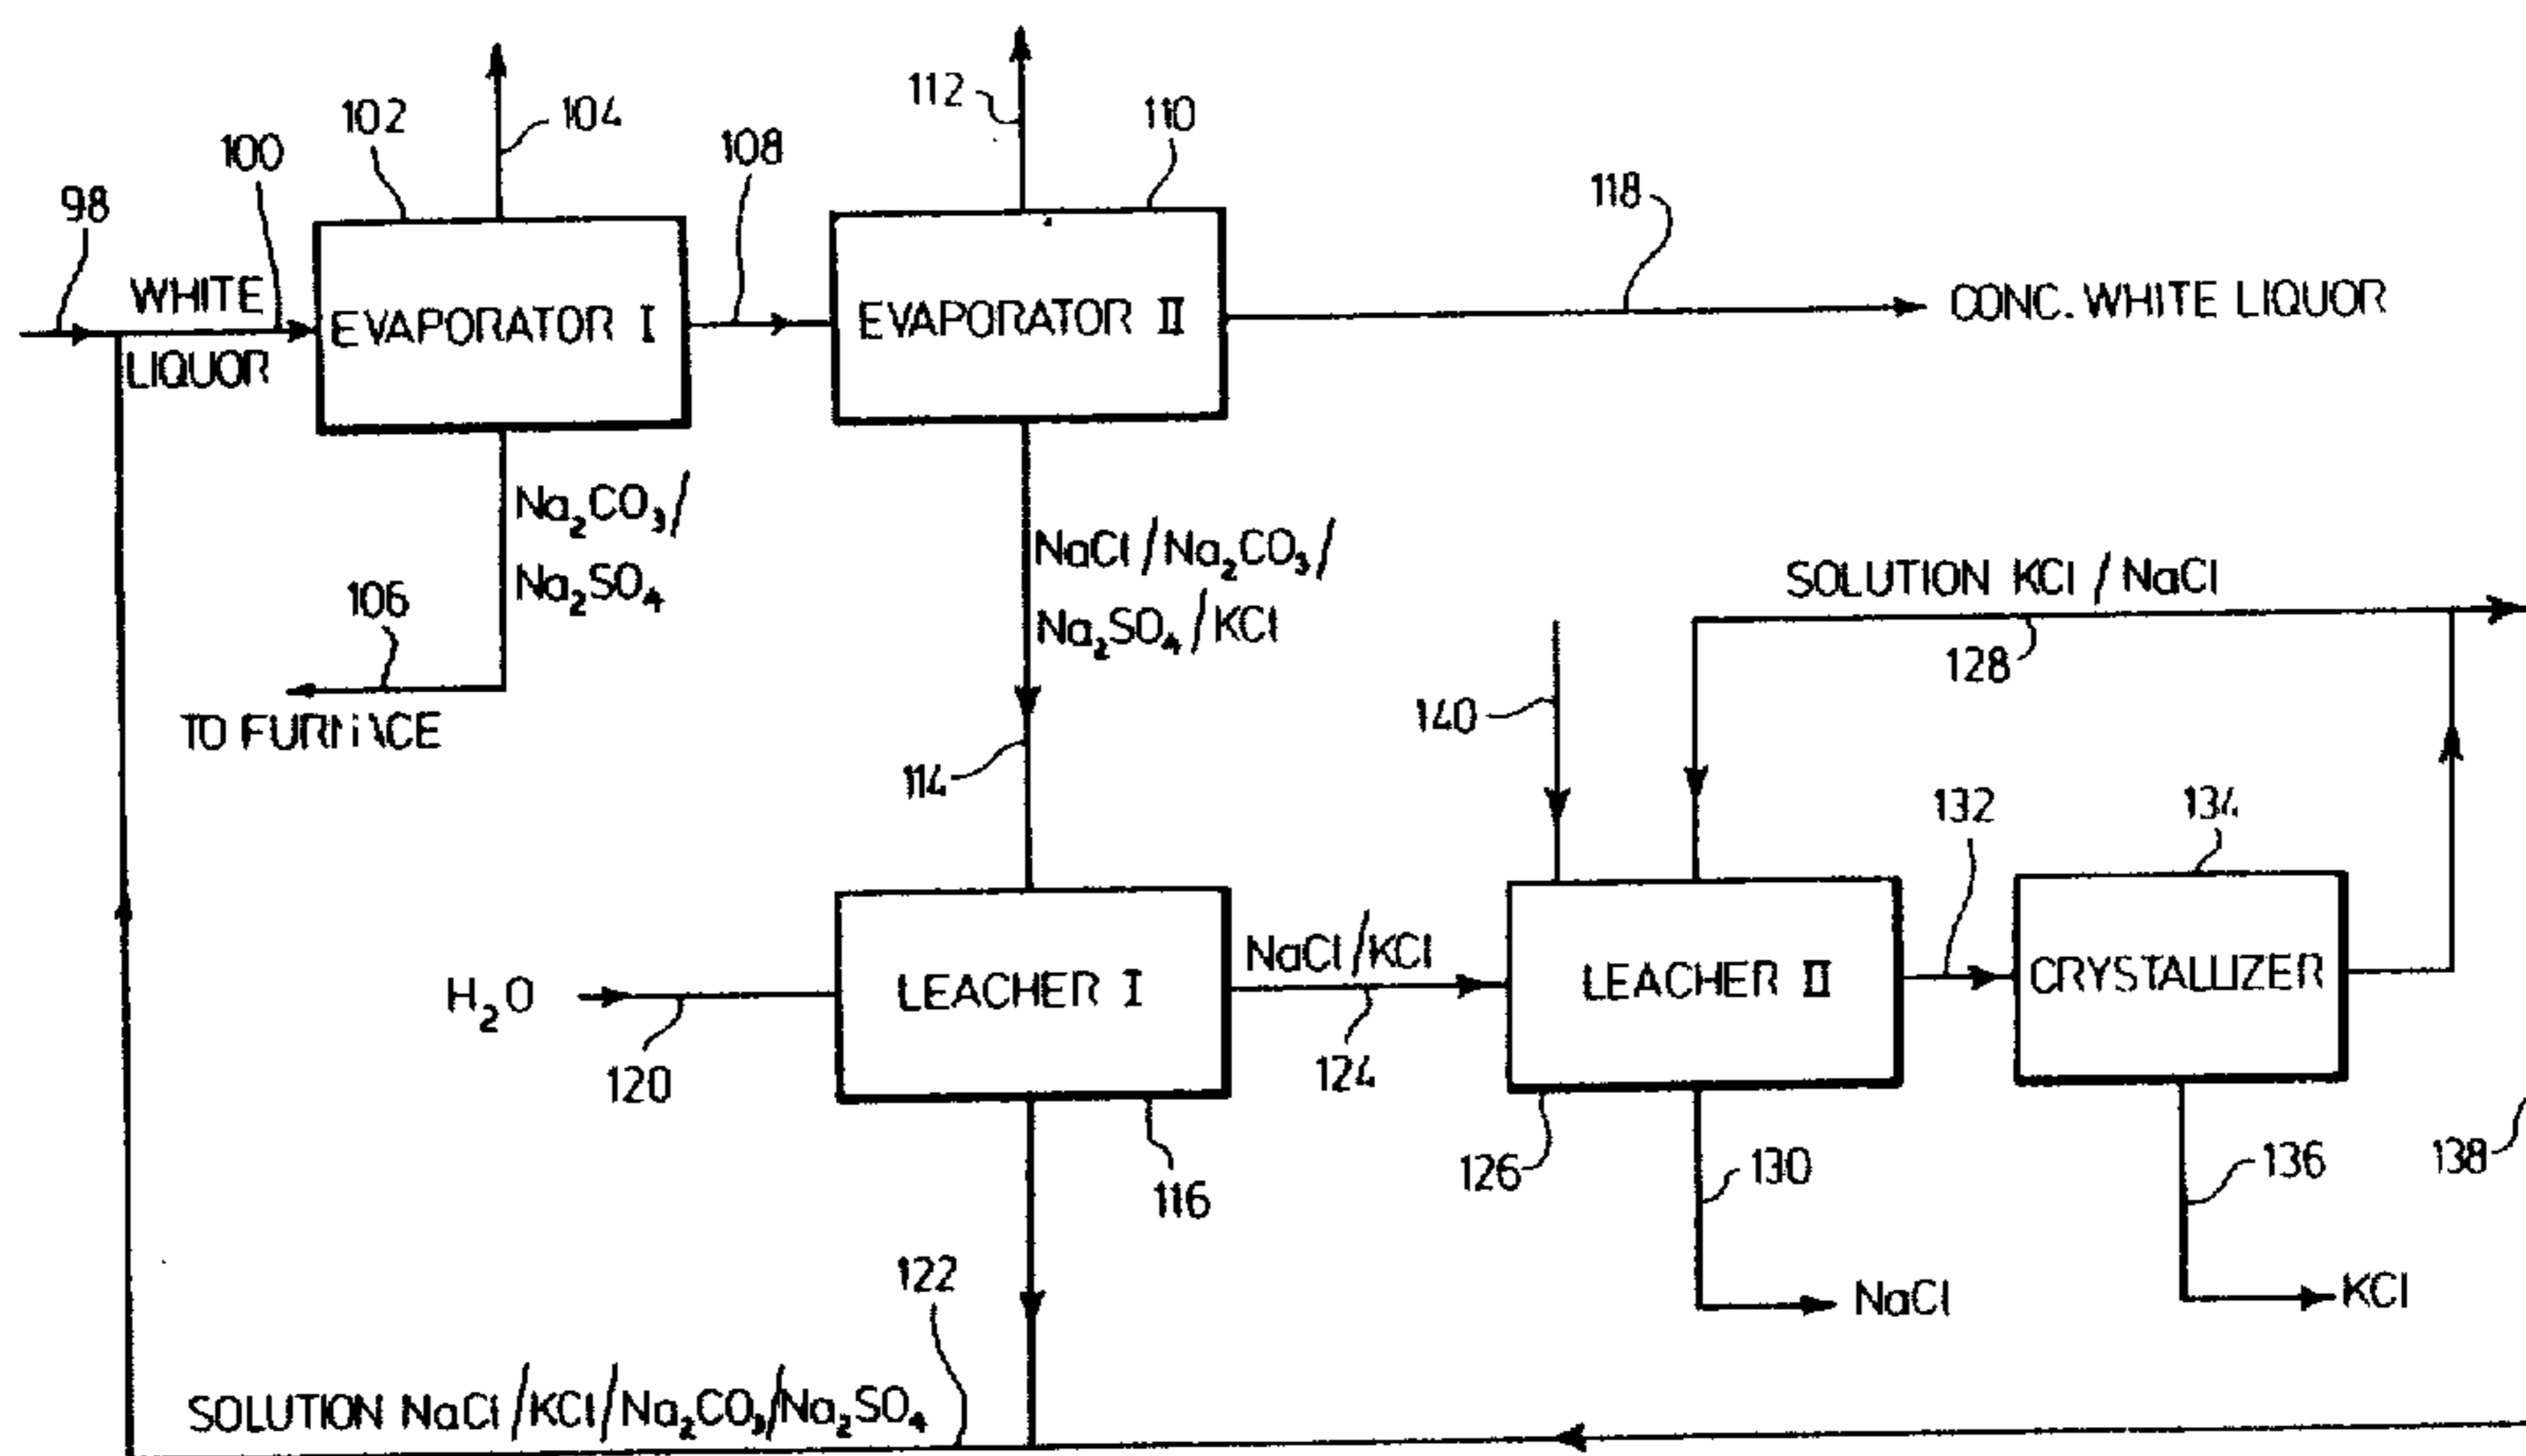 112
110
102
104
100
108
98
118
WHITE
LIQUOR
EVAPORATOR I
EVAPORATOR II
CONC. WHITE LIQUOR
Na₂CO₃/
Na₂SO₄
NaCl/Na₂CO₃/
Na₂SO₄/KCl
106
TO FURNACE
SOLUTION KCl/NaCl
128
140
114
132
134
H₂O
120
LEACHER I
NaCl/KCl
124
LEACHER II
CRYSTALLIZER
116
126
130
136
138
122
NaCl
KCl
SOLUTION NaCl/KCl/Na₂CO₃/Na₂SO₄